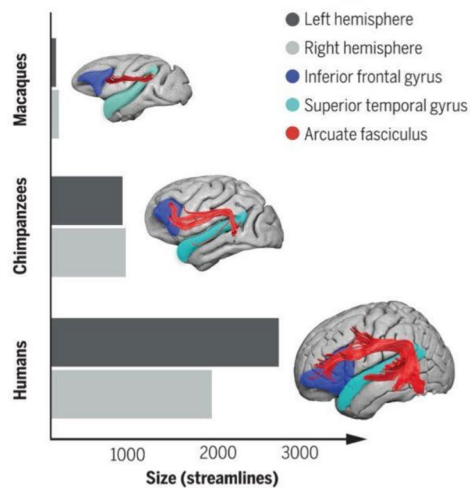 Left hemisphere
Right hemisphere
Inferior frontal gyrus
Superior temporal gyrus
Arcuate fasciculus
Macaques
Chimpanzees
Humans
1000 2000 3000
Size (streamlines)